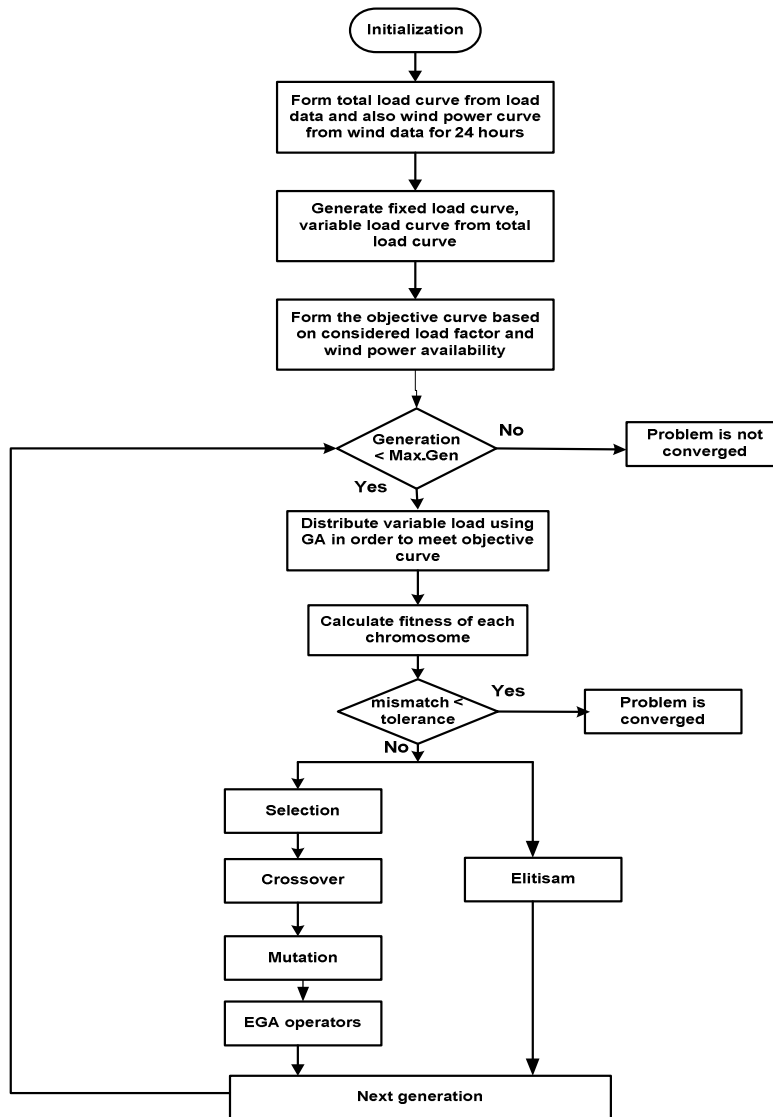 Initialization
Form total load curve from load
data and also wind power curve
from wind data for 24 hours
Generate fixed load curve,
variable load curve from total
load curve
Form the objective curve based
on considered load factor and
wind power availability
Generation
< Max.Gen
No
Problem is not
converged
Yes
Distribute variable load using
GA in order to meet objective
curve
Calculate fitness of each
chromosome
mismatch <
tolerance
Yes
Problem is
converged
No
Selection
Crossover
Mutation
EGA operators
Elitisam
Next generation